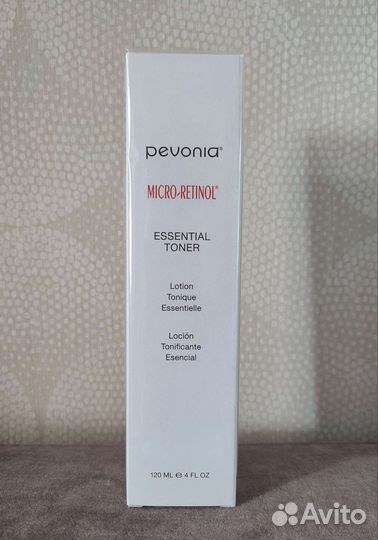 pevonia®
MICRO-RETINOL®
ESSENTIAL
TONER
Lotion
Tonique
Essentielle
Loción
Tonificante
Esencial
120 ML ℮ 4 FL OZ
Avito